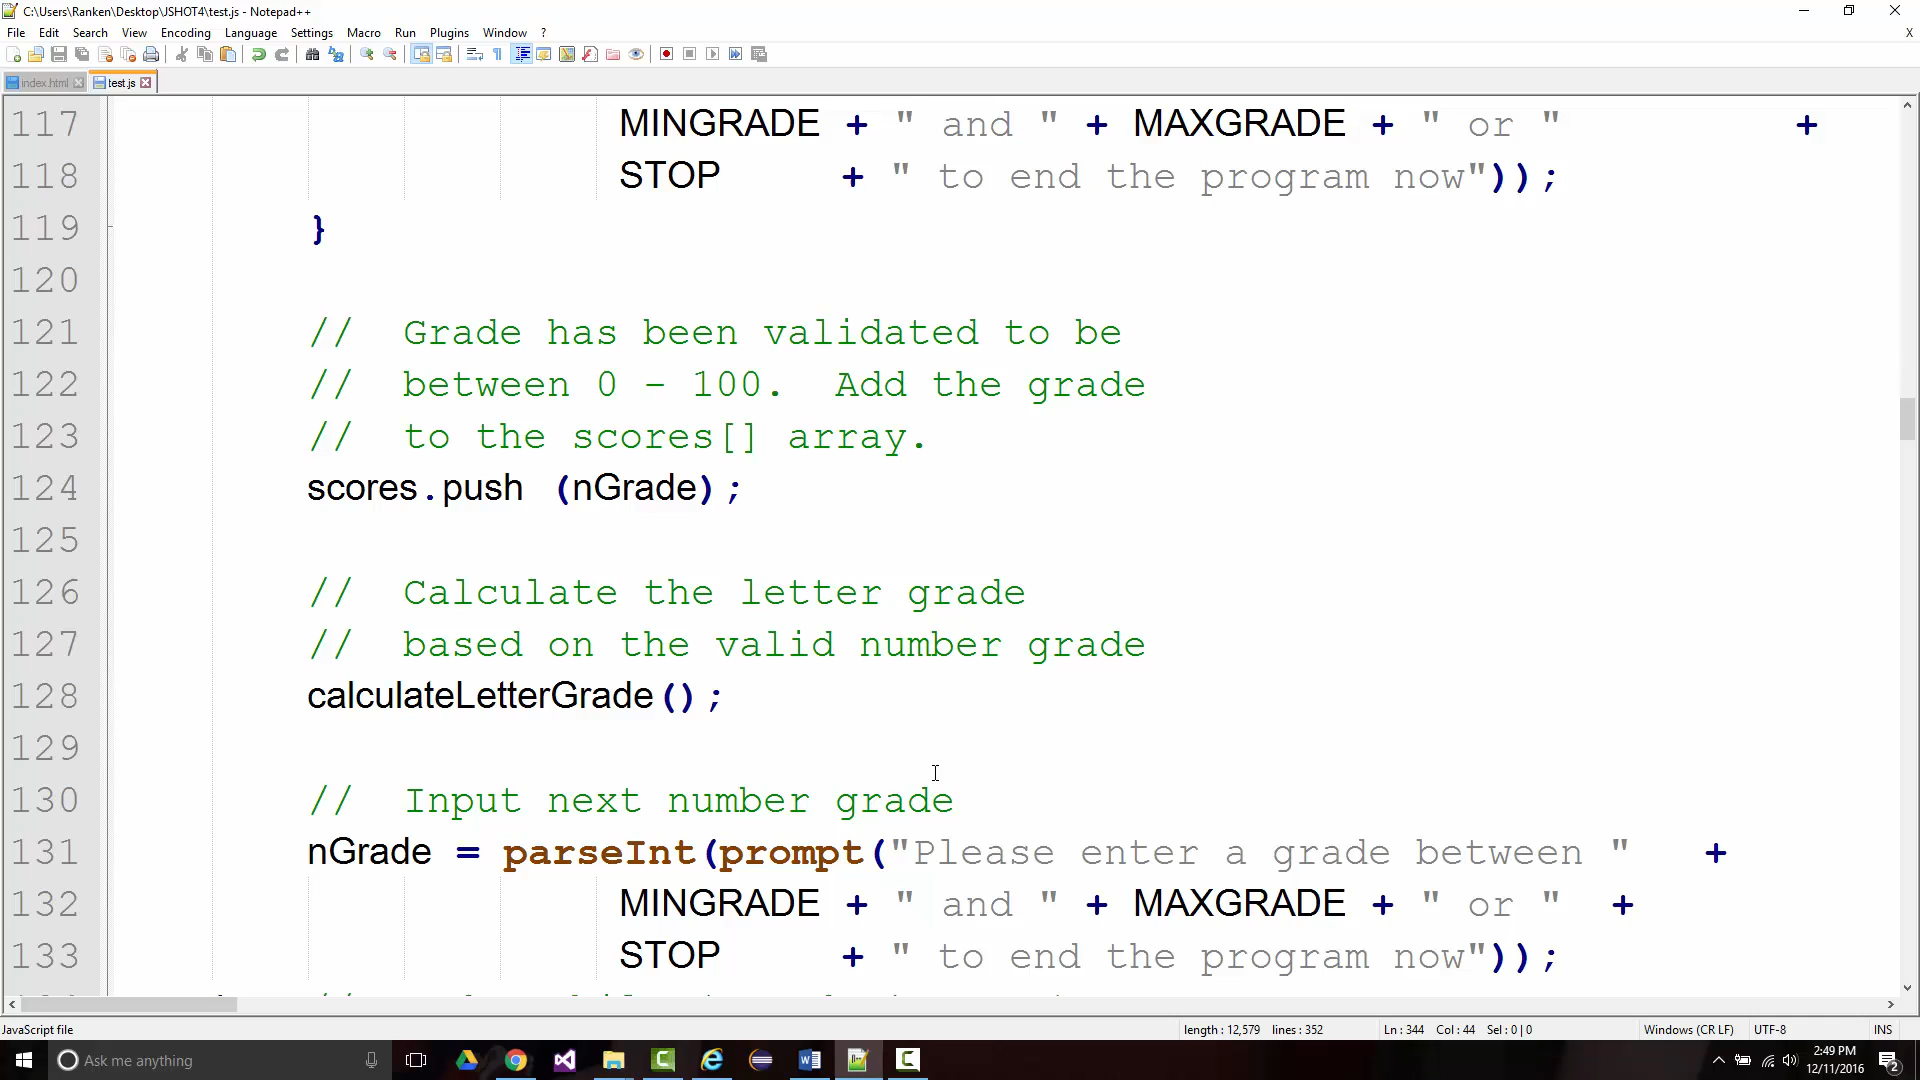 C:\Users\Ranken\Desktop\JSHOT4\test.js - Notepad++
File Edit Search View Encoding Language Settings Macro Run Plugins Window ?
X
index.html test.js
117 MINGRADE + " and " + MAXGRADE + " or " +
118 STOP + " to end the program now"));
119 }
120
121 // Grade has been validated to be
122 // between 0 - 100. Add the grade
123 // to the scores[] array.
124 scores.push (nGrade);
125
126 // Calculate the letter grade
127 // based on the valid number grade
128 calculateLetterGrade();
129
130 // Input next number grade
131 nGrade = parseInt(prompt("Please enter a grade between " +
132 MINGRADE + " and " + MAXGRADE + " or " +
133 STOP + " to end the program now"));
JavaScript file length : 12,579 lines : 352 Ln : 344 Col : 44 Sel : 0 | 0 Windows (CR LF) UTF-8 INS
Ask me anything
2:49 PM
12/11/2016
2